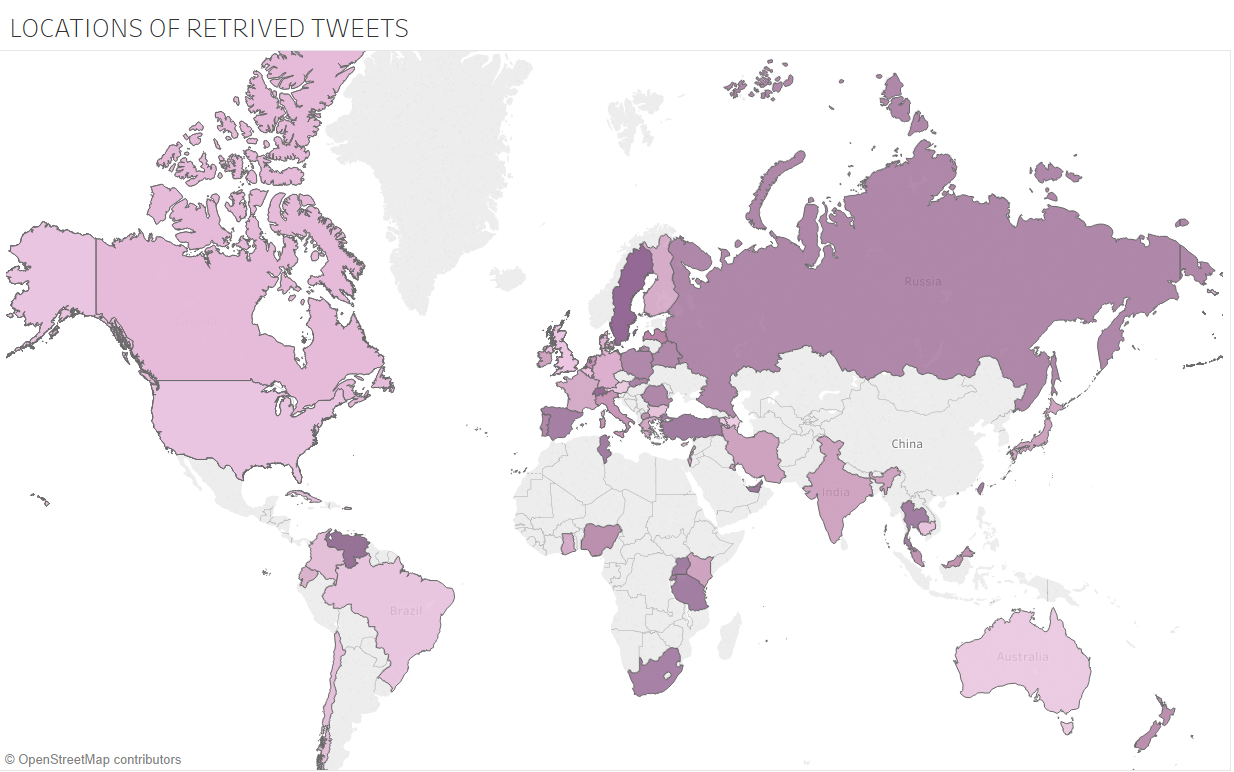 LOCATIONS OF RETRIVED TWEETS
Russia
China
India
Brazil
Australia
© OpenStreetMap contributors